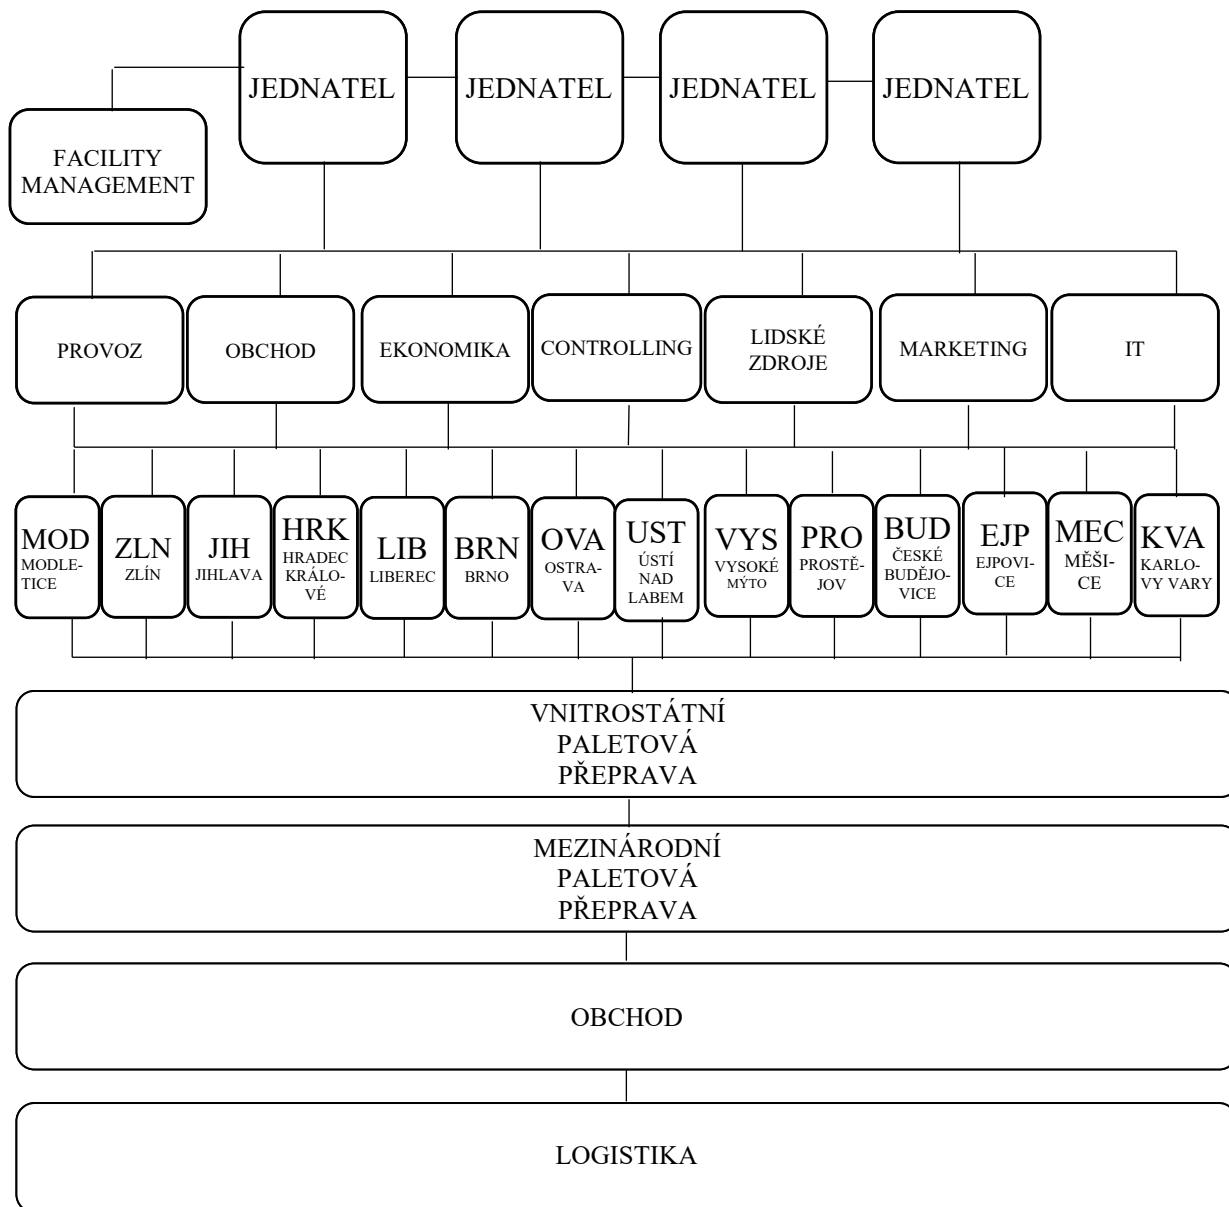 JEDNATEL
JEDNATEL
JEDNATEL
JEDNATEL
FACILITY
MANAGEMENT
PROVOZ
OBCHOD
EKONOMIKA
CONTROLLING
LIDSKÉ
ZDROJE
MARKETING
IT
MOD
MODLE-
TICE
ZLN
ZLÍN
JIH
JIHLAVA
HRK
HRADEC
KRÁLO-
VÉ
LIB
LIBEREC
BRN
BRNO
OVA
OSTRA-
VA
UST
ÚSTÍ
NAD
LABEM
VYS
VYSOKÉ
MÝTO
PRO
PROSTĚ-
JOV
BUD
ČESKÉ
BUDĚJO-
VICE
EJP
EJPOVI-
CE
MEC
MĚŠI-
CE
KVA
KARLO-
VY VARY
VNITROSTÁTNÍ
PALETOVÁ
PŘEPRAVA
MEZINÁRODNÍ
PALETOVÁ
PŘEPRAVA
OBCHOD
LOGISTIKA